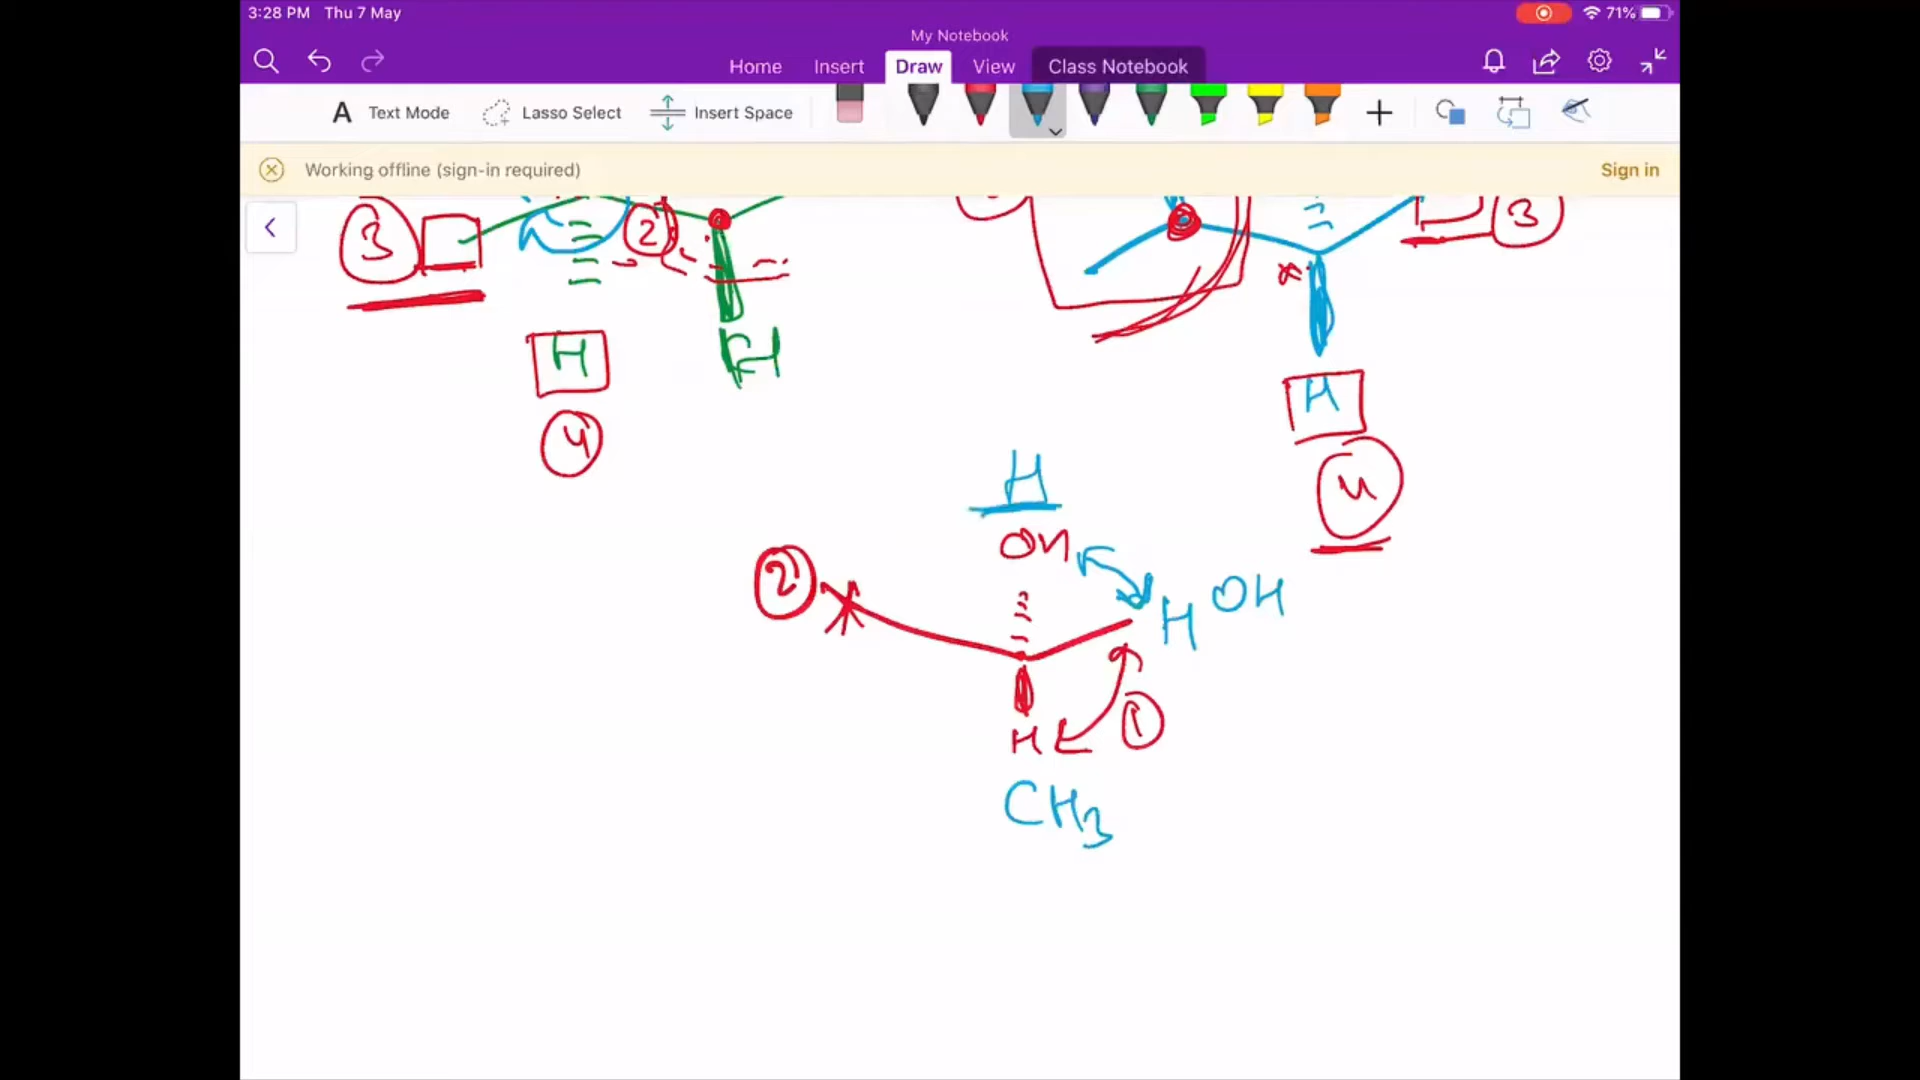 3:28 PM Thu 7 May
71%
My Notebook
Home Insert Draw View Class Notebook
A Text Mode Lasso Select Insert Space
Working offline (sign-in required) Sign in
3 2 3
H H
4 H
H 4
OH
2 H OH
H 1
CH3